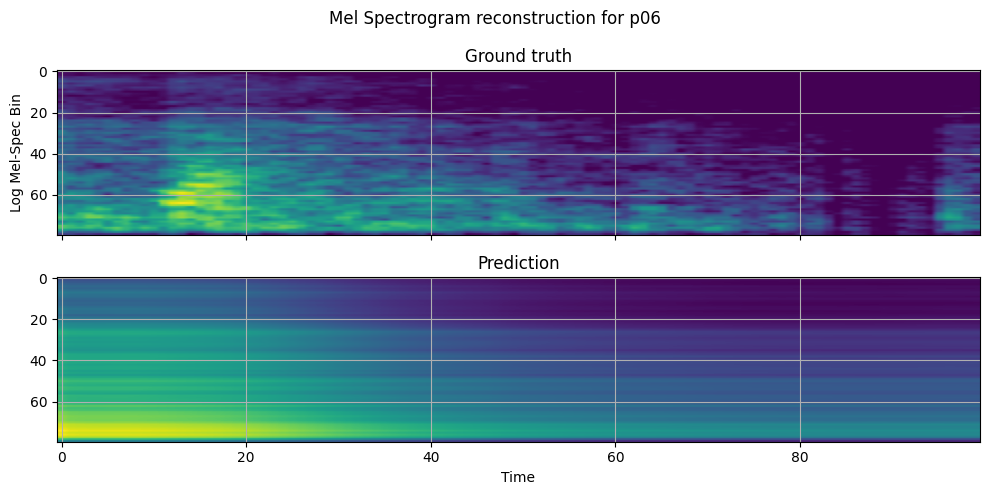 Mel Spectrogram reconstruction for p06
Ground truth
0
20
40
60
Log Mel-Spec Bin
Prediction
0
20
40
60
0 20 40 60 80
Time